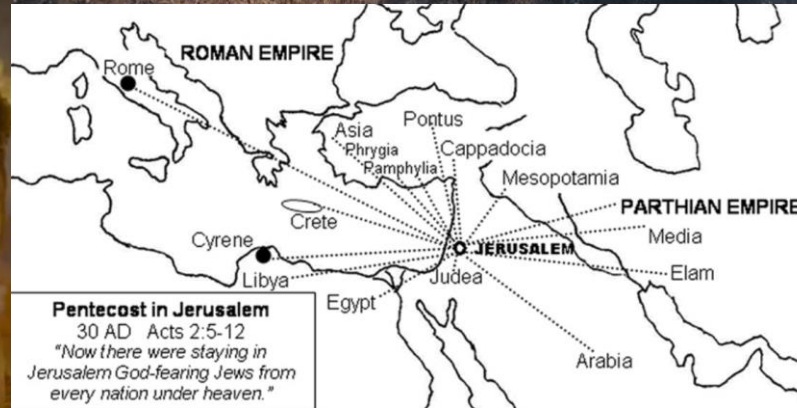 ROMAN EMPIRE
Rome
Pontus
Asia
Phrygia
Cappadocia
Pamphylia
Mesopotamia
PARTHIAN EMPIRE
Crete
Media
Cyrene
JERUSALEM
Elam
Libya
Judea
Egypt
Arabia
Pentecost in Jerusalem
30 AD Acts 2:5-12
"Now there were staying in
Jerusalem God-fearing Jews from
every nation under heaven."